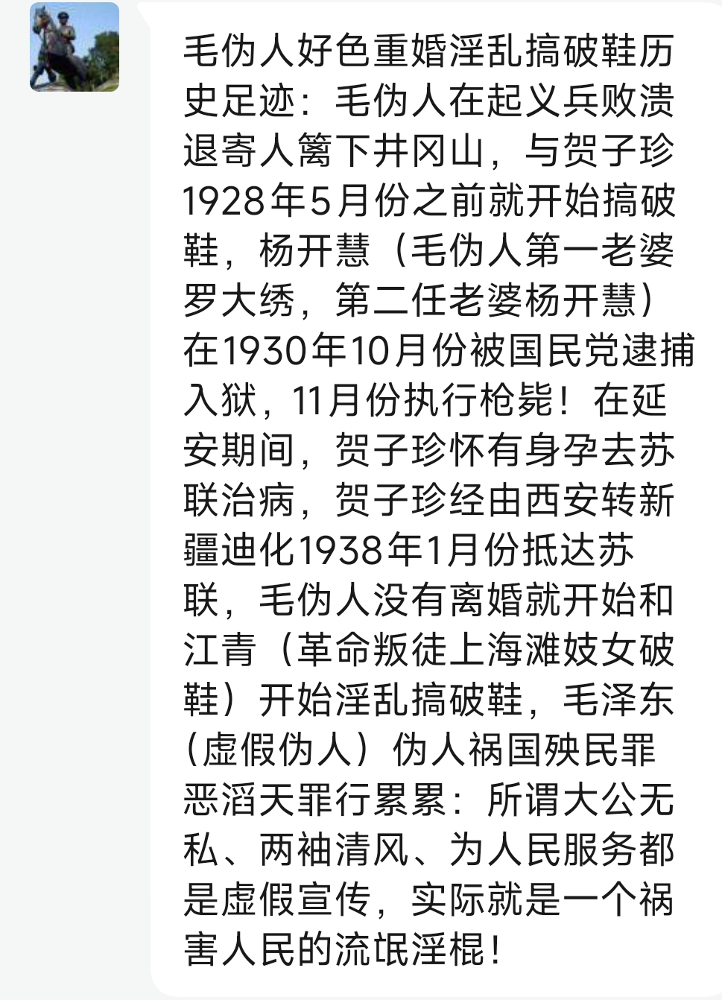 毛伪人好色重婚淫乱搞破鞋历
史足迹：毛伪人在起义兵败溃
退寄人篱下井冈山，与贺子珍
1928年5月份之前就开始搞破
鞋，杨开慧（毛伪人第一老婆
罗大绣，第二任老婆杨开慧）
在1930年10月份被国民党逮捕
入狱，11月份执行枪毙！在延
安期间，贺子珍怀有身孕去苏
联治病，贺子珍经由西安转新
疆迪化1938年1月份抵达苏
联，毛伪人没有离婚就开始和
江青（革命叛徒上海滩妓女破
鞋）开始淫乱搞破鞋，毛泽东
（虚假伪人）伪人祸国殃民罪
恶滔天罪行累累：所谓大公无
私、两袖清风、为人民服务都
是虚假宣传，实际就是一个祸
害人民的流氓淫棍！